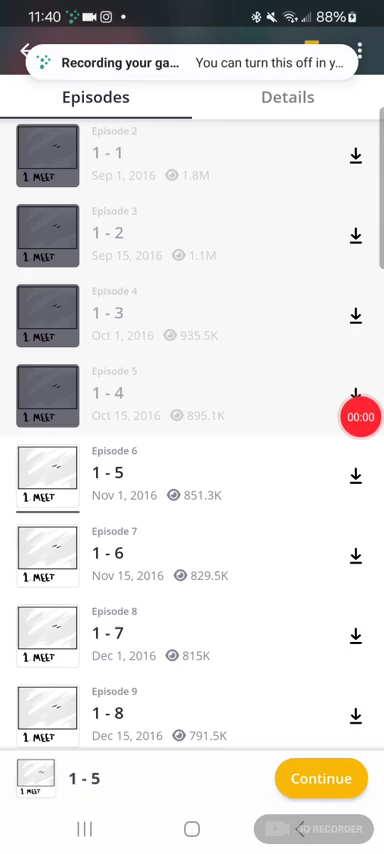 11:40 88%
Recording your ga... You can turn this off in y...
Episodes Details
Episode 2
1 - 1
Sep 1, 2016 1.8M
1. MEET
Episode 3
1 - 2
Sep 15, 2016 1.1M
1. MEET
Episode 4
1 - 3
Oct 1, 2016 935.5K
1. MEET
Episode 5
1 - 4
Oct 15, 2016 895.1K
1. MEET
00:00
Episode 6
1 - 5
Nov 1, 2016 851.3K
1. MEET
Episode 7
1 - 6
Nov 15, 2016 829.5K
1. MEET
Episode 8
1 - 7
Dec 1, 2016 815K
1. MEET
Episode 9
1 - 8
Dec 15, 2016 791.5K
1. MEET
1 - 5 Continue
1. MEET
RECORDER